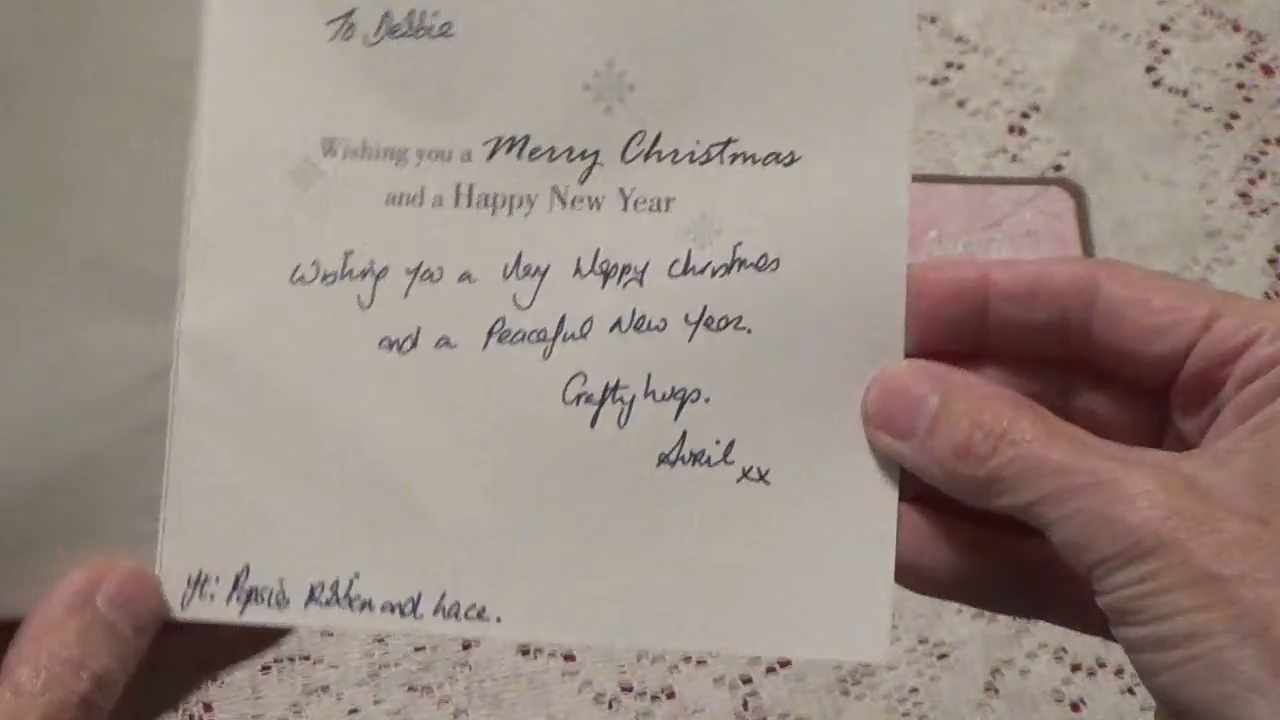 To Debbie
Wishing you a Merry Christmas
and a Happy New Year
Wishing you a Very Happy Christmas
and a Peaceful New Year.
Crafty hugs.
Avril xx
Yt: Ribbon and Lace.